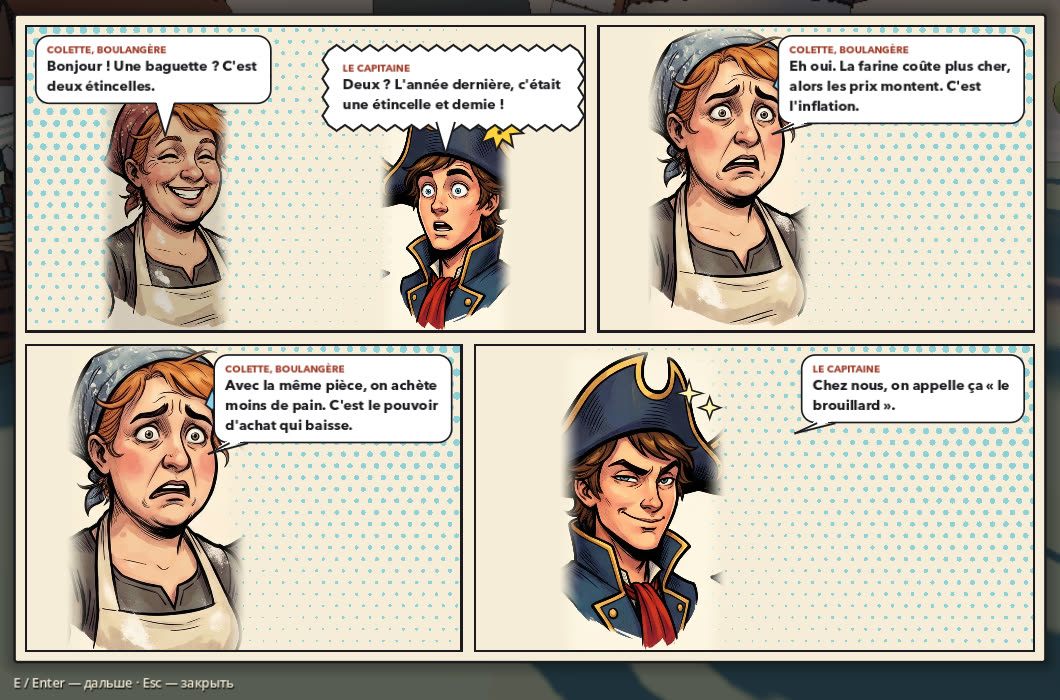 COLETTE, BOULANGÈRE
Bonjour ! Une baguette ? C'est
deux étincelles.
LE CAPITAINE
Deux ? L'année dernière, c'était
une étincelle et demie !
COLETTE, BOULANGÈRE
Eh oui. La farine coûte plus cher,
alors les prix montent. C'est
l'inflation.
COLETTE, BOULANGÈRE
Avec la même pièce, on achète
moins de pain. C'est le pouvoir
d'achat qui baisse.
LE CAPITAINE
Chez nous, on appelle ça « le
brouillard ».
E / Enter — дальше · Esc — закрыть